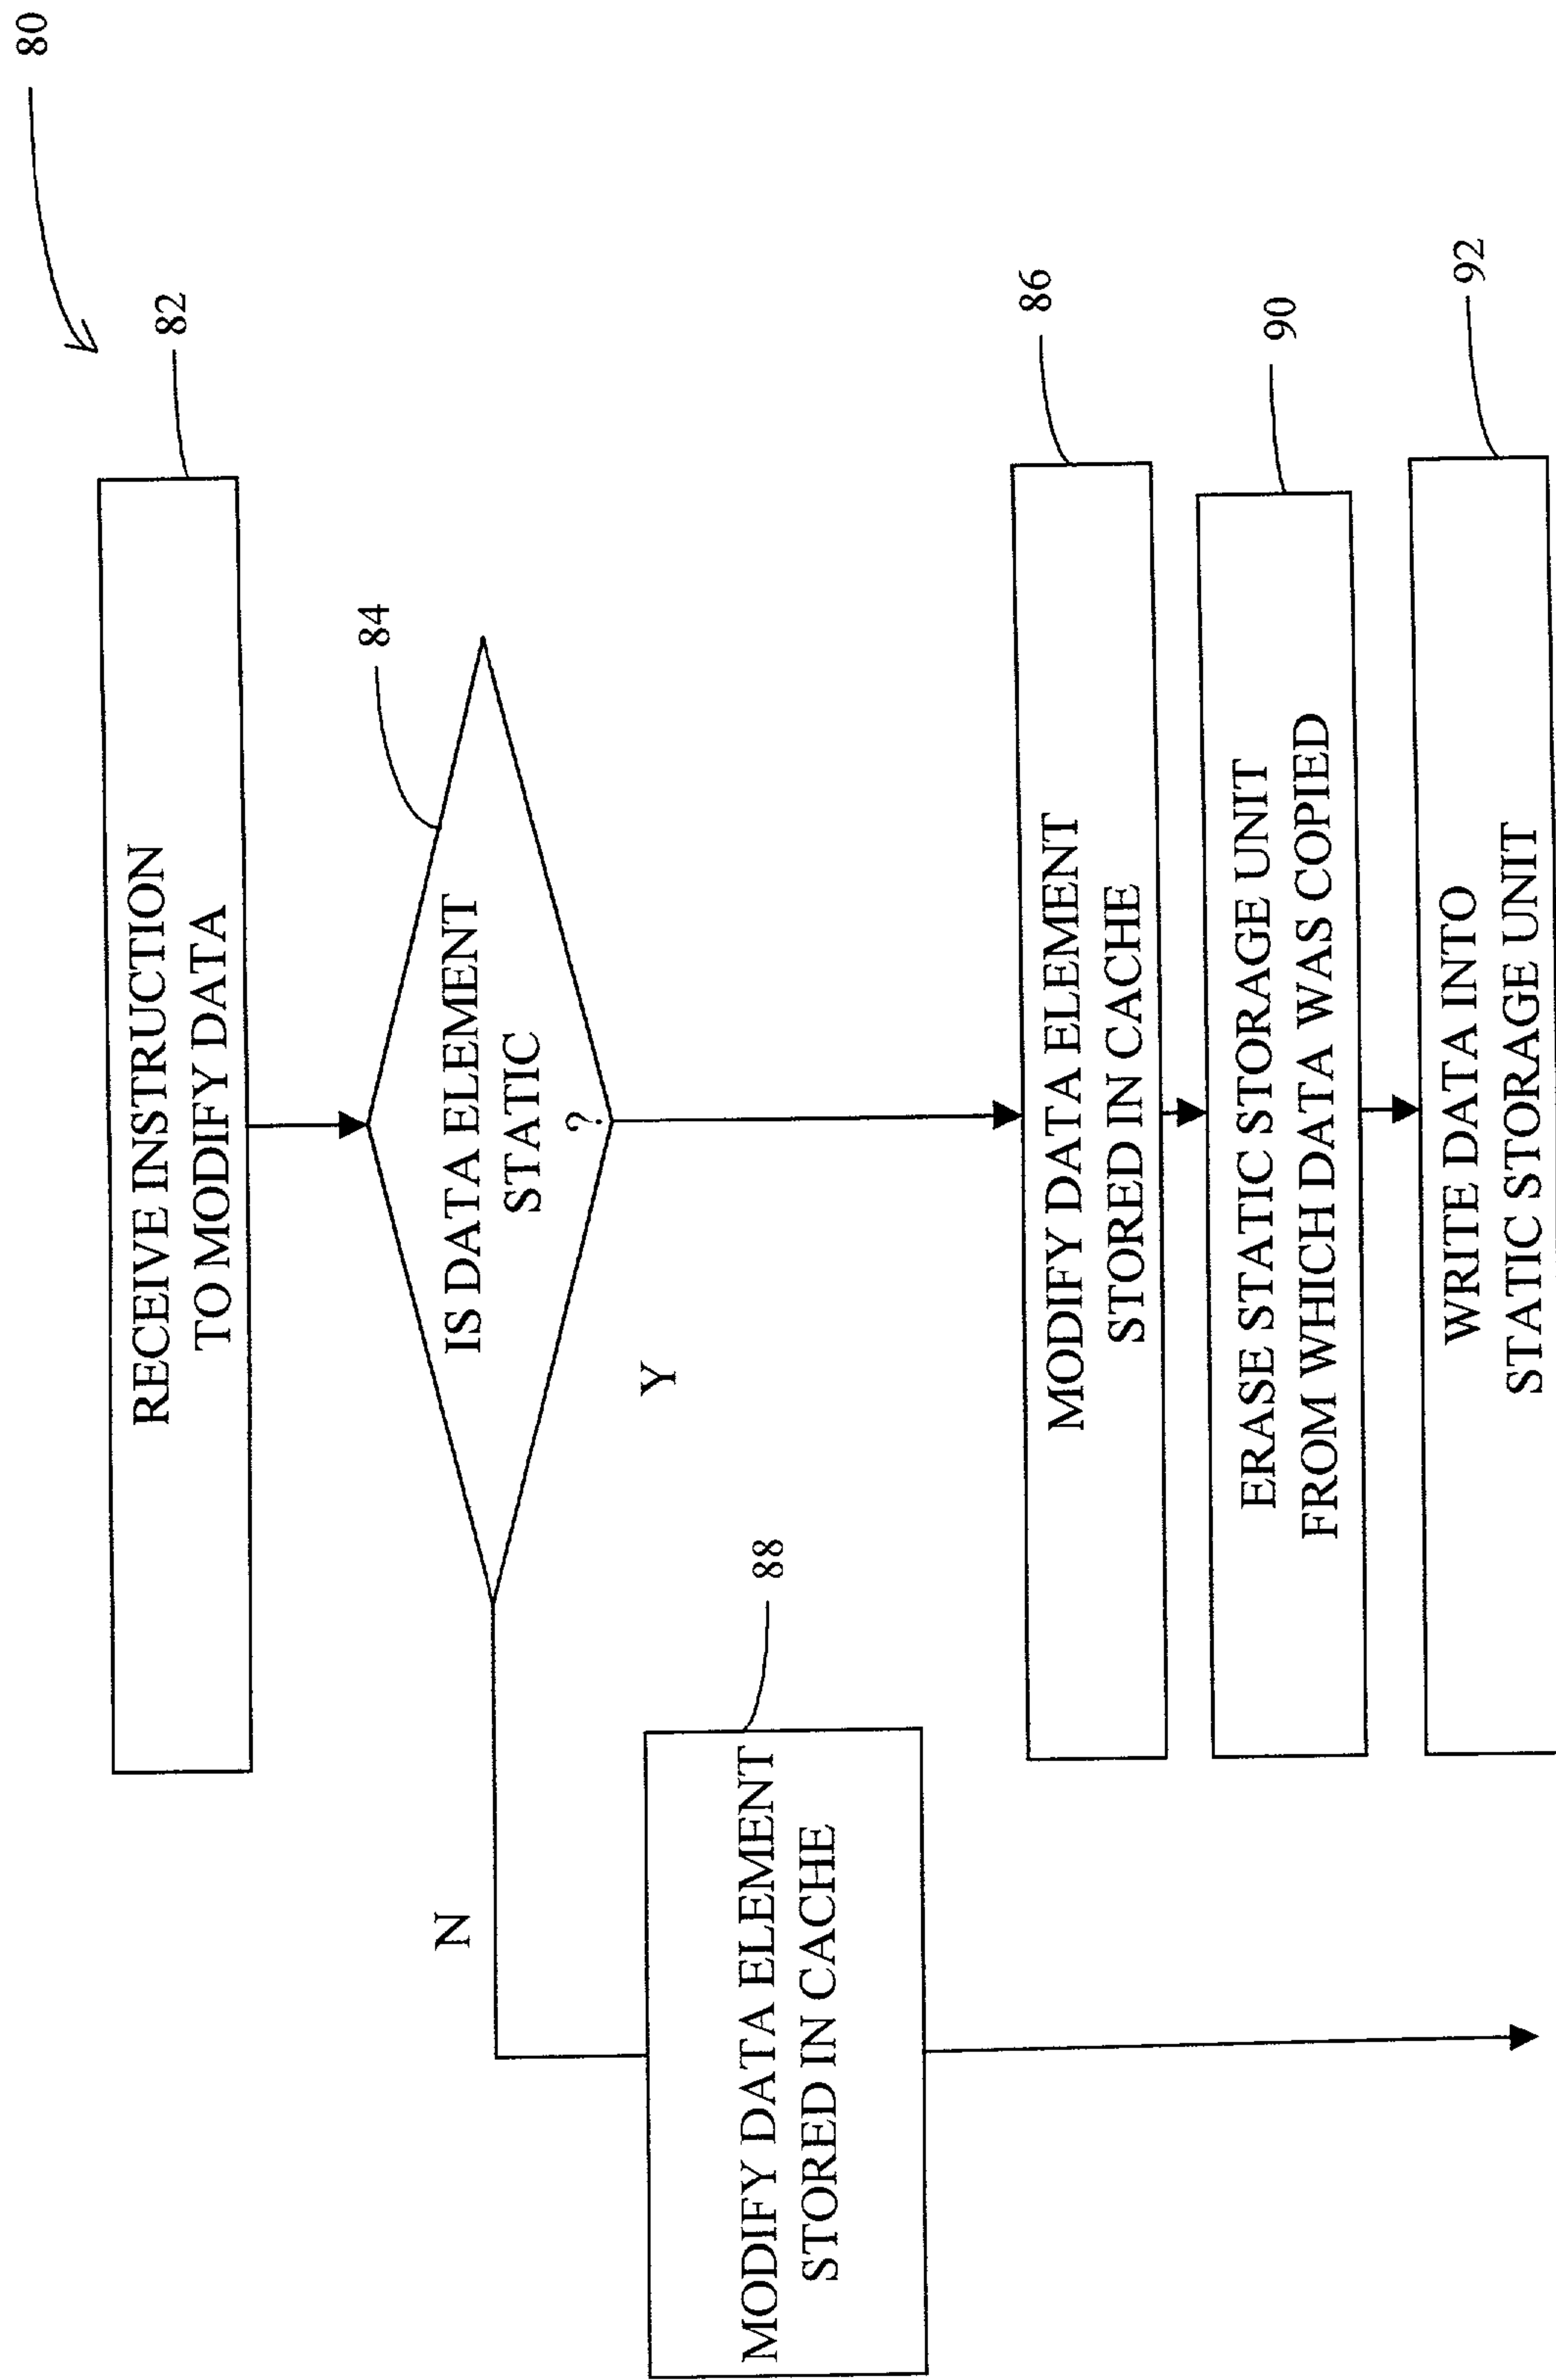 80
RECEIVE INSTRUCTION
TO MODIFY DATA
82
IS DATA ELEMENT
STATIC
?
84
N
Y
MODIFY DATA ELEMENT
STORED IN CACHE
88
MODIFY DATA ELEMENT
STORED IN CACHE
86
ERASE STATIC STORAGE UNIT
FROM WHICH DATA WAS COPIED
90
WRITE DATA INTO
STATIC STORAGE UNIT
92